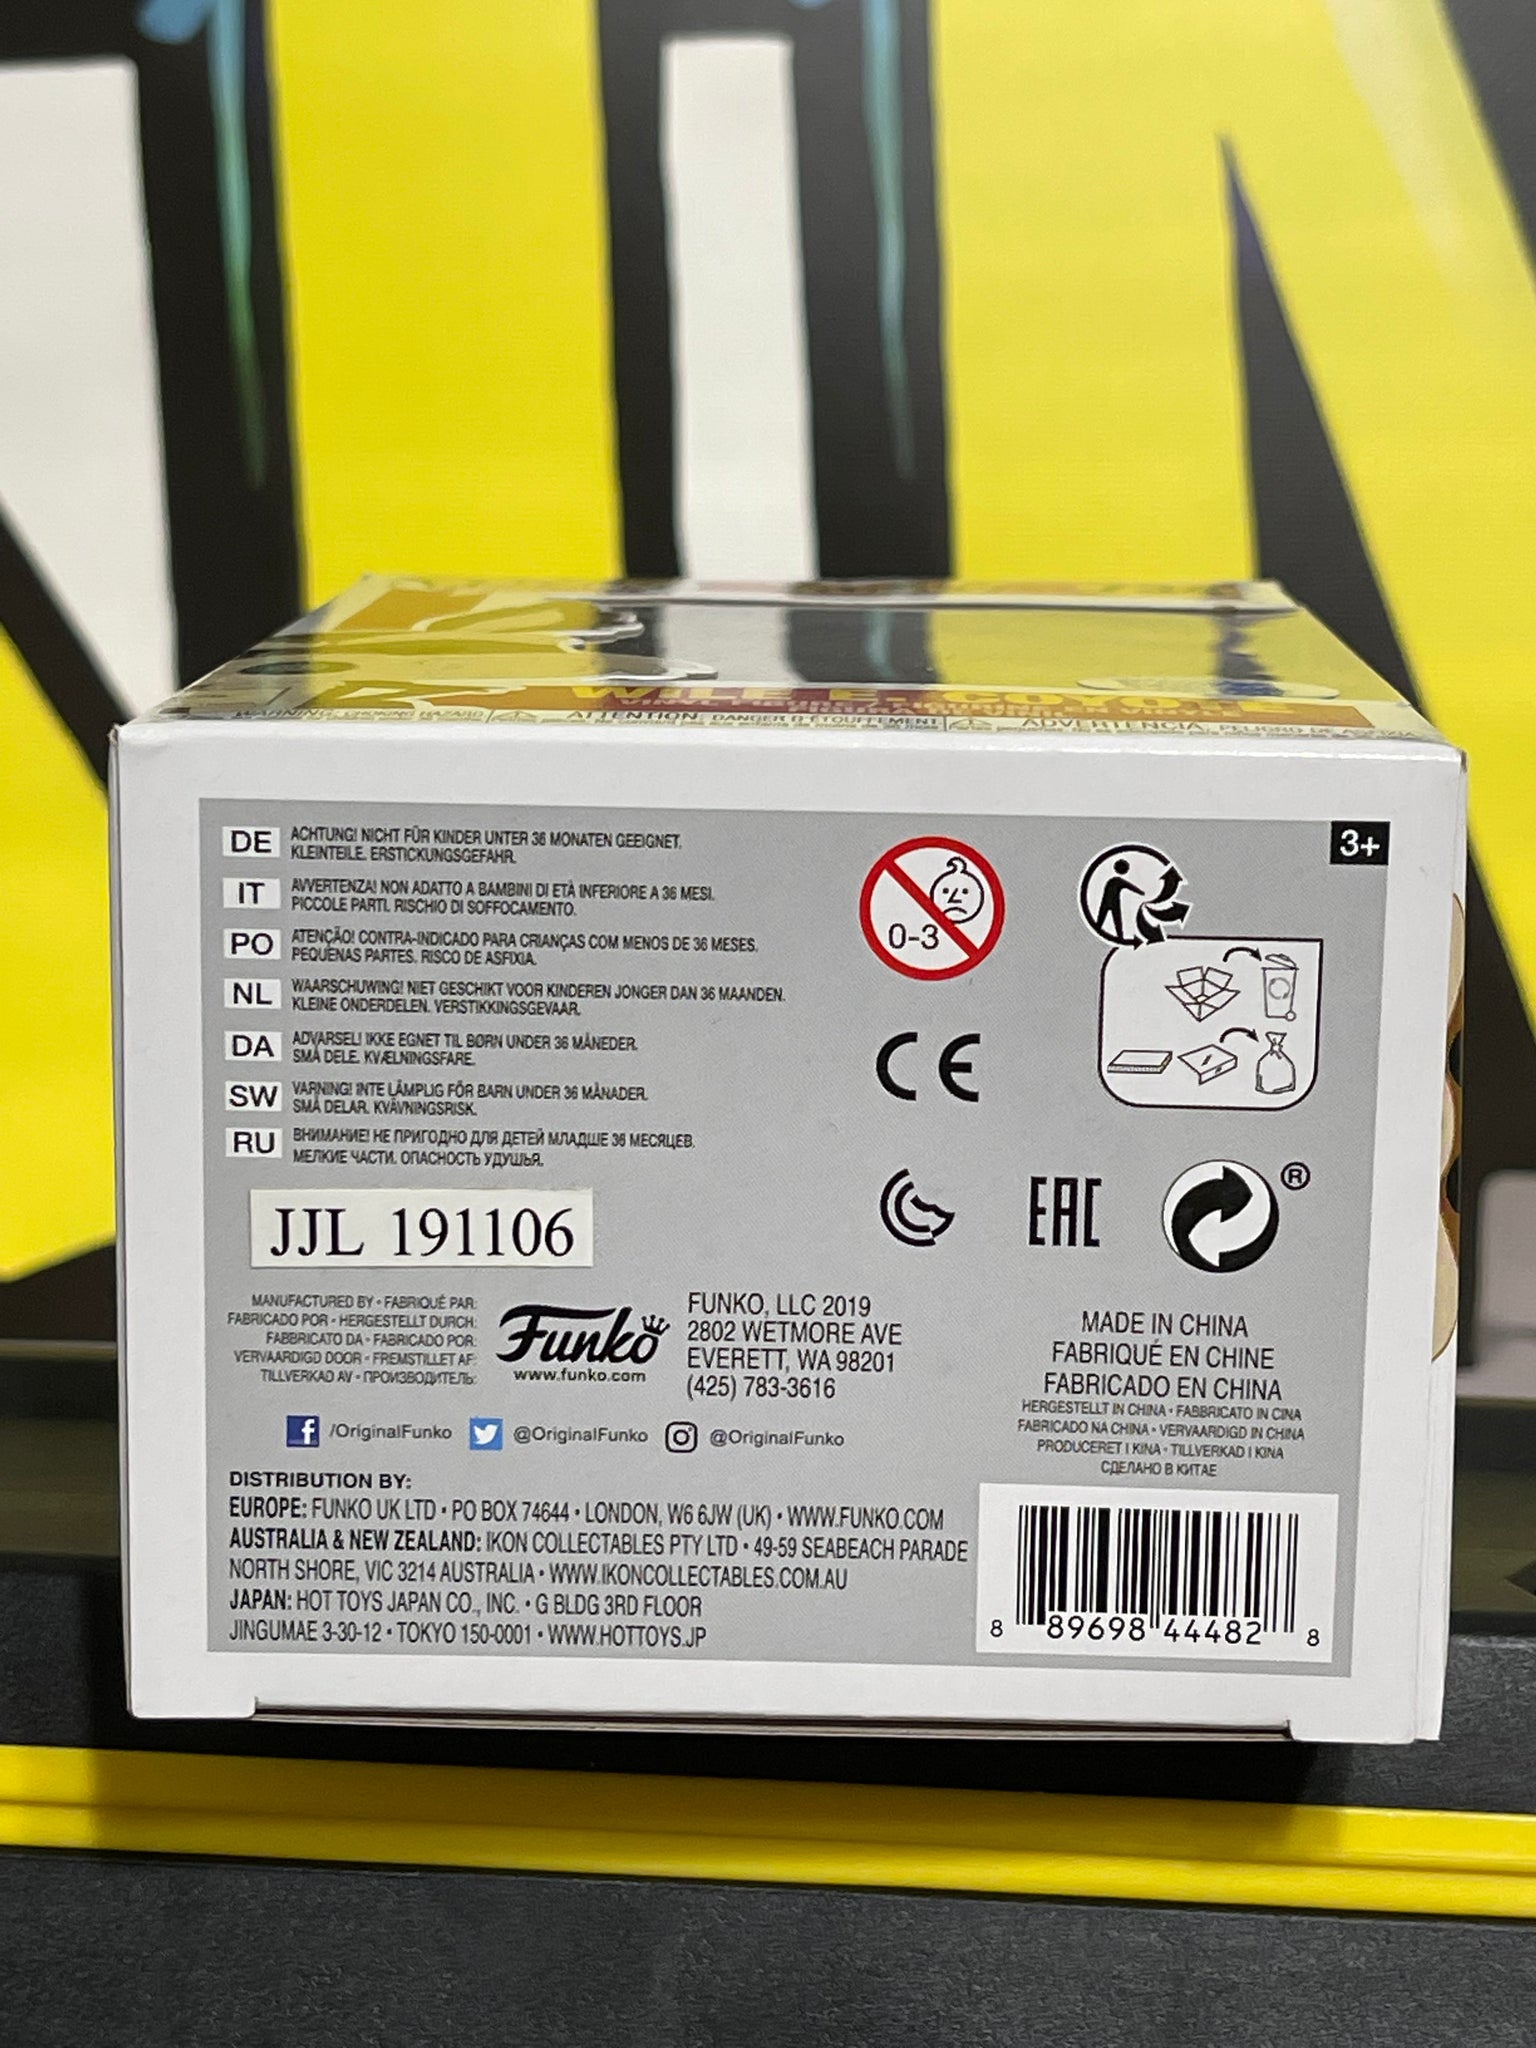 WILE E. COYOTE
WARNING: CHOKING HAZARD
ATTENTION: DANGER D'ÉTOUFFEMENT
ADVERTENCIA: PELIGRO DE ASFIXIA
3+
DE ACHTUNG! NICHT FÜR KINDER UNTER 36 MONATEN GEEIGNET.
KLEINTEILE. ERSTICKUNGSGEFAHR.
IT AVVERTENZA! NON ADATTO A BAMBINI DI ETÀ INFERIORE A 36 MESI.
PICCOLE PARTI. RISCHIO DI SOFFOCAMENTO.
PO ATENÇÃO! CONTRA-INDICADO PARA CRIANÇAS COM MENOS DE 36 MESES.
PEQUENAS PARTES. RISCO DE ASFIXIA.
NL WAARSCHUWING! NIET GESCHIKT VOOR KINDEREN JONGER DAN 36 MAANDEN.
KLEINE ONDERDELEN. VERSTIKKINGSGEVAAR.
DA ADVARSEL! IKKE EGNET TIL BØRN UNDER 36 MÅNEDER.
SMÅ DELE. KVÆLNINGSFARE.
SW VARNING! INTE LÄMPLIG FÖR BARN UNDER 36 MÅNADER.
SMÅ DELAR. KVÄVNINGSRISK.
RU ВНИМАНИЕ! НЕ ПРИГОДНО ДЛЯ ДЕТЕЙ МЛАДШЕ 36 МЕСЯЦЕВ.
МЕЛКИЕ ЧАСТИ. ОПАСНОСТЬ УДУШЬЯ.
0-3
CE
EAC
®
JJL 191106
MANUFACTURED BY • FABRIQUÉ PAR:
FABRICADO POR • HERGESTELLT DURCH:
FABBRICATO DA • FABRICADO POR:
VERVAARDIGD DOOR • FREMSTILLET AF:
TILLVERKAD AV • ПРОИЗВОДИТЕЛЬ:
Funko
www.funko.com
FUNKO, LLC 2019
2802 WETMORE AVE
EVERETT, WA 98201
(425) 783-3616
MADE IN CHINA
FABRIQUÉ EN CHINE
FABRICADO EN CHINA
HERGESTELLT IN CHINA • FABBRICATO IN CINA
FABRICADO NA CHINA • VERVAARDIGD IN CHINA
PRODUCERET I KINA • TILLVERKAD I KINA
СДЕЛАНО В КИТАЕ
/OriginalFunko @OriginalFunko @OriginalFunko
DISTRIBUTION BY:
EUROPE: FUNKO UK LTD • PO BOX 74644 • LONDON, W6 6JW (UK) • WWW.FUNKO.COM
AUSTRALIA & NEW ZEALAND: IKON COLLECTABLES PTY LTD • 49-59 SEABEACH PARADE
NORTH SHORE, VIC 3214 AUSTRALIA • WWW.IKONCOLLECTABLES.COM.AU
JAPAN: HOT TOYS JAPAN CO., INC. • G BLDG 3RD FLOOR
JINGUMAE 3-30-12 • TOKYO 150-0001 • WWW.HOTTOYS.JP
8 89698 44482 8